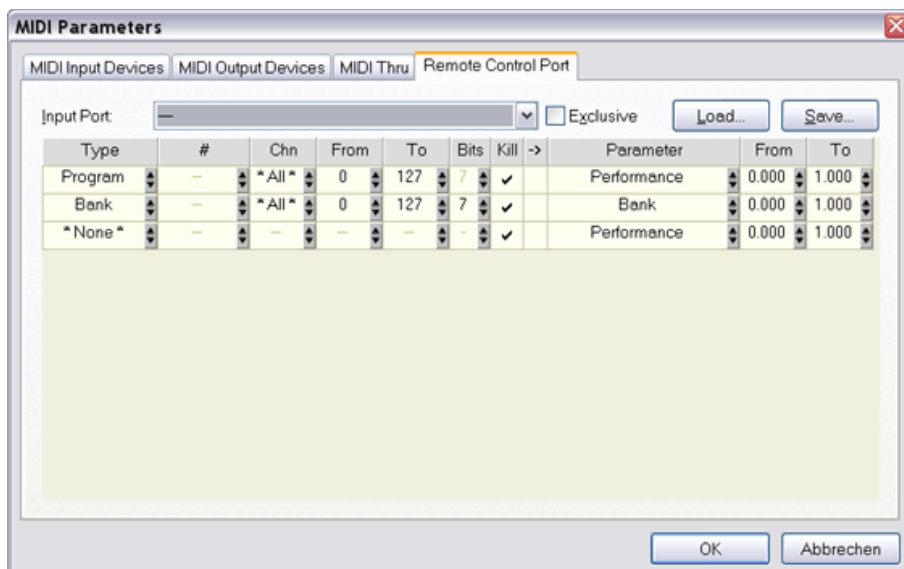 MIDI Parameters
MIDI Input Devices MIDI Output Devices MIDI Thru Remote Control Port
Input Port: — Exclusive Load... Save...
Type # Chn From To Bits Kill -> Parameter From To
Program – *All* 0 127 7 ✓ Performance 0.000 1.000
Bank – *All* 0 127 7 ✓ Bank 0.000 1.000
*None* – – – – - ✓ Performance 0.000 1.000
OK Abbrechen